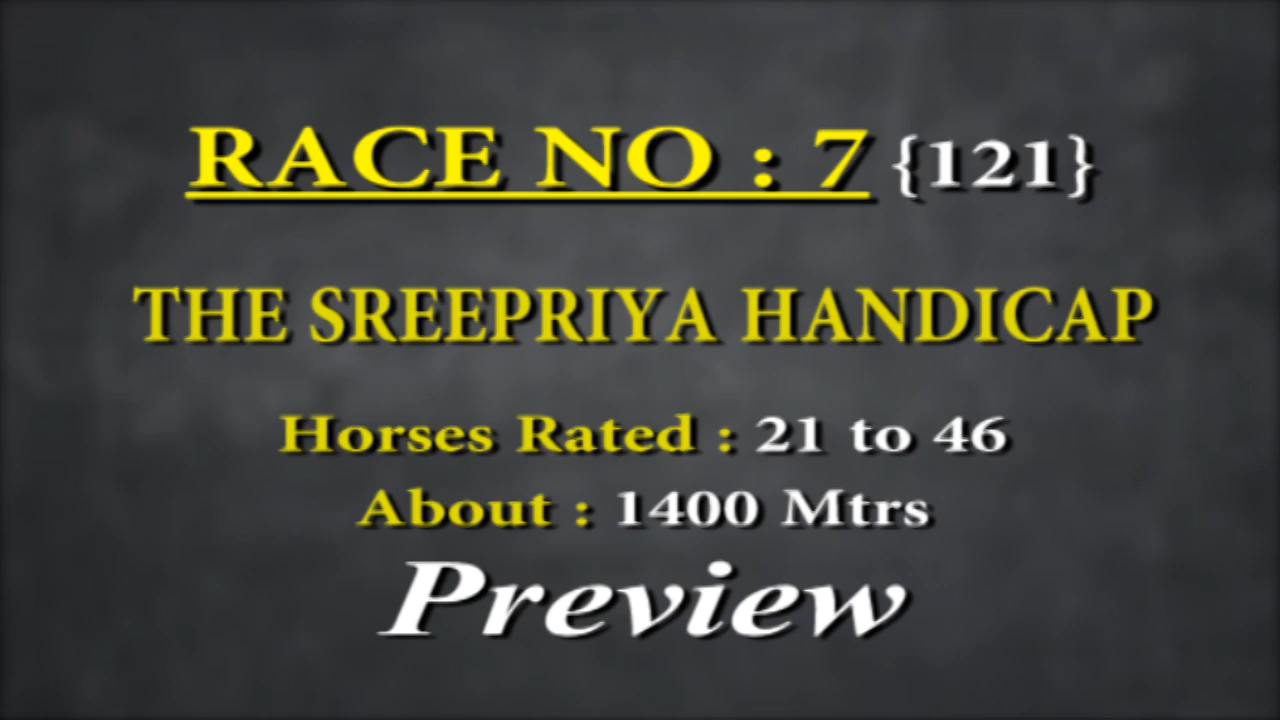 RACE NO : 7 {121}
THE SREEPRIYA HANDICAP
Horses Rated : 21 to 46
About : 1400 Mtrs
Preview